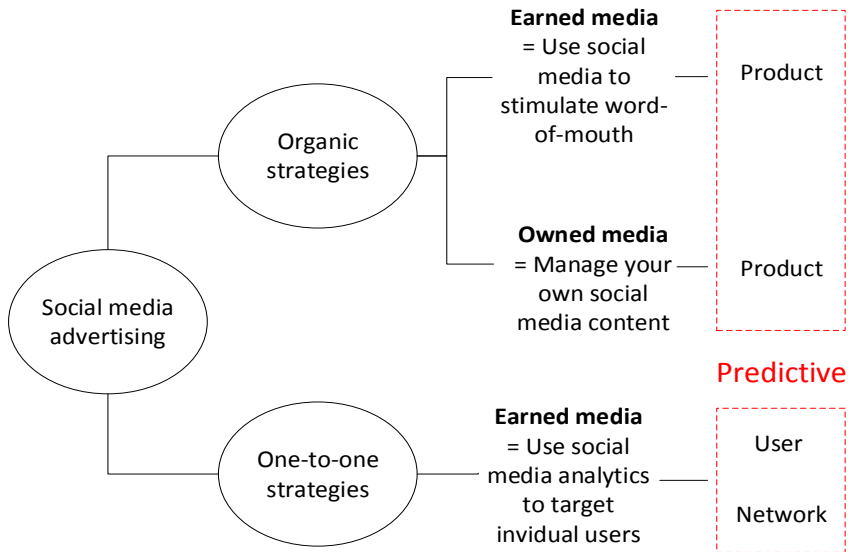 Earned media
= Use social
media to
stimulate word-
of-mouth
Product
Organic
strategies
Owned media
= Manage your
own social
media content
Product
Social media
advertising
Predictive
Earned media
= Use social
media analytics
to target
invidual users
User
Network
One-to-one
strategies